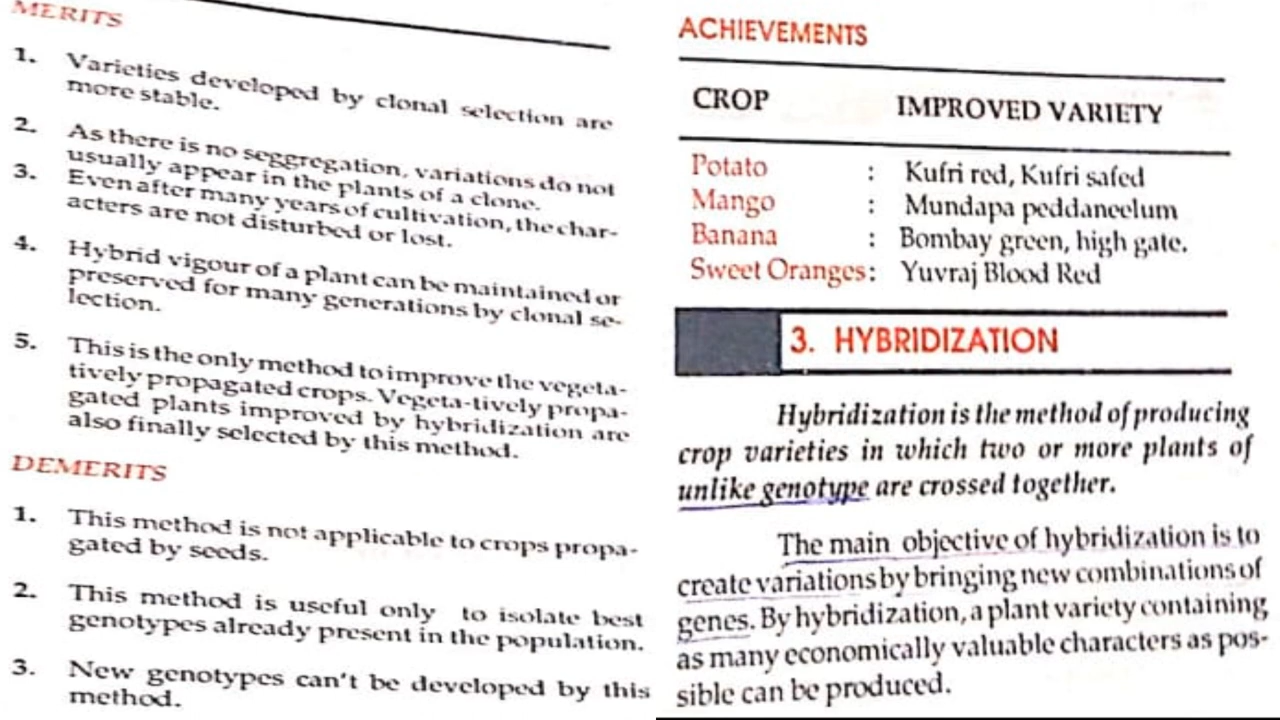 MERITS
1. Varieties developed by clonal selection are
more stable.
2. As there is no seggregation, variations do not
usually appear in the plants of a clone.
3. Even after many years of cultivation, the char-
acters are not disturbed or lost.
4. Hybrid vigour of a plant can be maintained or
preserved for many generations by clonal se-
lection.
5. This is the only method to improve the vegeta-
tively propagated crops. Vegeta-tively propa-
gated plants improved by hybridization are
also finally selected by this method.
DEMERITS
1. This method is not applicable to crops propa-
gated by seeds.
2. This method is useful only to isolate best
genotypes already present in the population.
3. New genotypes can't be developed by this
method.
ACHIEVEMENTS
CROP IMPROVED VARIETY
Potato : Kufri red, Kufri safed
Mango : Mundapa peddaneelum
Banana : Bombay green, high gate.
Sweet Oranges : Yuvraj Blood Red
3. HYBRIDIZATION
Hybridization is the method of producing
crop varieties in which two or more plants of
unlike genotype are crossed together.
The main objective of hybridization is to
create variations by bringing new combinations of
genes. By hybridization, a plant variety containing
as many economically valuable characters as pos-
sible can be produced.